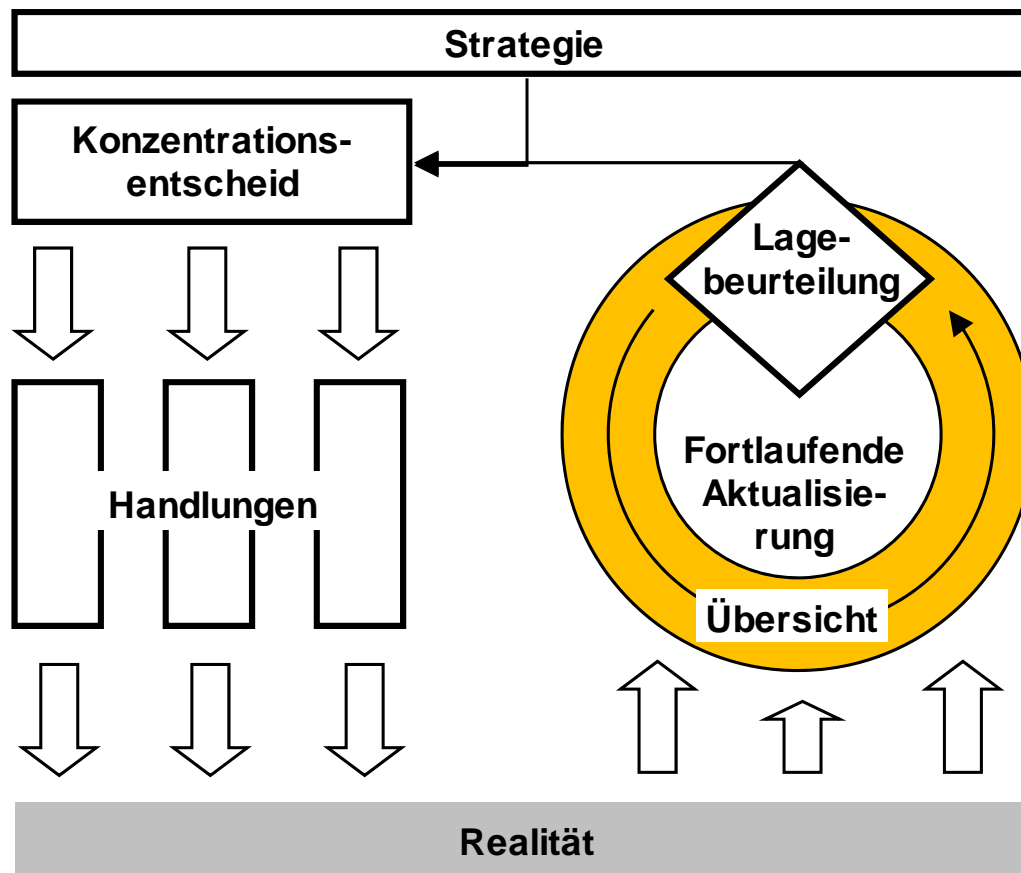 Strategie
Konzentrations-
entscheid
Lage-
beurteilung
Fortlaufende
Aktualisie-
rung
Handlungen
Übersicht
Realität